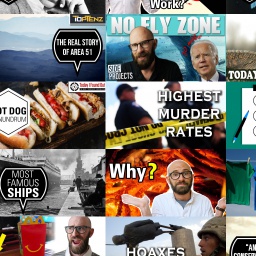 Work?
TOPTENZ
THE REAL STORY
OF AREA 51
NO FLY ZONE
SIDE
PROJECTS
TODAY
HOT DOG
CONUNDRUM
HIGHEST
MURDER
RATES
MOST
FAMOUS
SHIPS
Why?
HOAXES
"AN